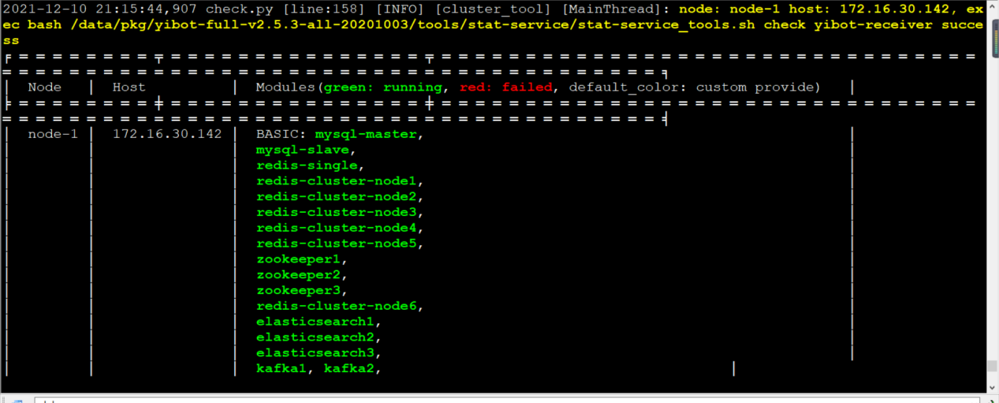 2021-12-10 21:15:44,907 check.py [line:158] [INFO] [cluster_tool] [MainThread]: node: node-1 host: 172.16.30.142, ex
ec bash /data/pkg/yibot-full-v2.5.3-all-20201003/tools/stat-service/stat-service_tools.sh check yibot-receiver succe
ss
Node | Host | Modules(green: running, red: failed, default_color: custom provide) |
node-1 | 172.16.30.142 | BASIC: mysql-master,
mysql-slave,
redis-single,
redis-cluster-node1,
redis-cluster-node2,
redis-cluster-node3,
redis-cluster-node4,
redis-cluster-node5,
zookeeper1,
zookeeper2,
zookeeper3,
redis-cluster-node6,
elasticsearch1,
elasticsearch2,
elasticsearch3,
kafka1, kafka2,